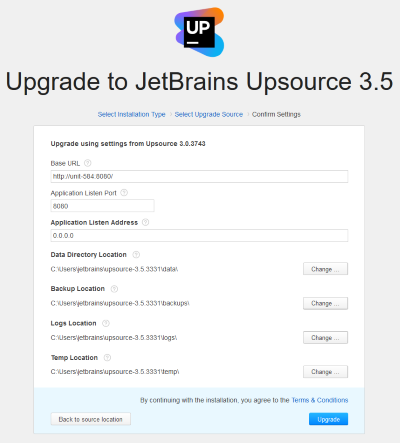 UP
Upgrade to JetBrains Upsource 3.5
Select Installation Type › Select Upgrade Source › Confirm Settings
Upgrade using settings from Upsource 3.0.3743
Base URL ?
http://unit-584:8080/
Application Listen Port ?
8080
Application Listen Address ?
0.0.0.0
Data Directory Location ?
C:\Users\jetbrains\upsource-3.5.3331\data\ Change ...
Backup Location ?
C:\Users\jetbrains\upsource-3.5.3331\backups\ Change ...
Logs Location ?
C:\Users\jetbrains\upsource-3.5.3331\logs\ Change ...
Temp Location ?
C:\Users\jetbrains\upsource-3.5.3331\temp\ Change ...
By continuing with the installation, you agree to the Terms & Conditions
Back to source location Upgrade